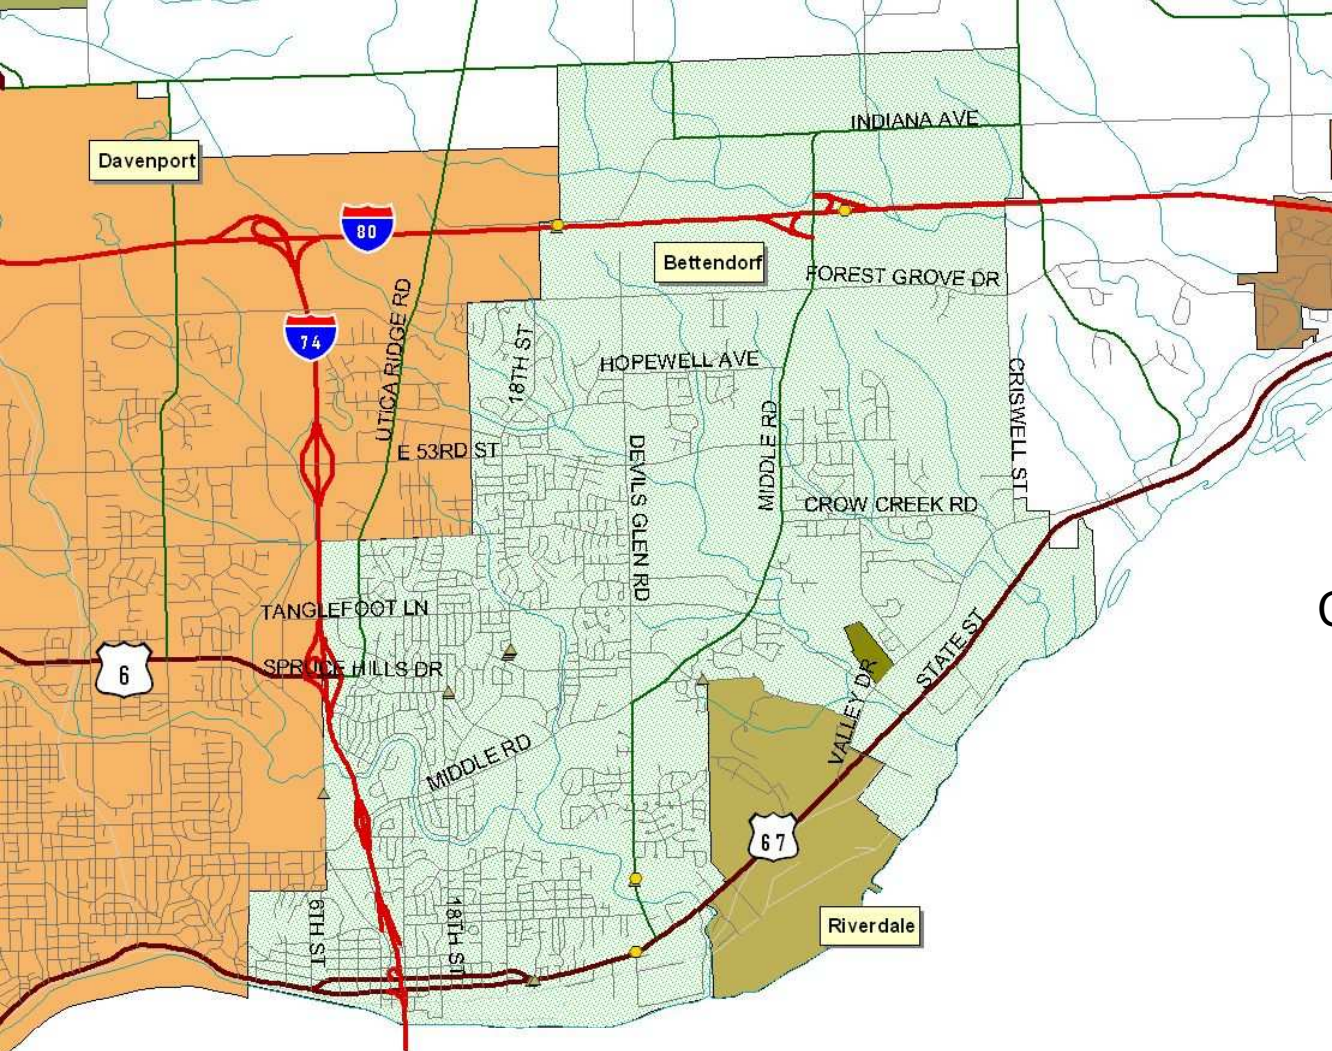 INDIANA AVE
Davenport
80
Bettendorf
FOREST GROVE DR
74
UTICA RIDGE RD
18TH ST
HOPEWELL AVE
CRISWELL ST
E 53RD ST
DEVILS GLEN RD
MIDDLE RD
CROW CREEK RD
TANGLEFOOT LN
STATE ST
6
SPRUCE HILLS DR
VALLEY DR
MIDDLE RD
67
6TH ST
18TH ST
Riverdale